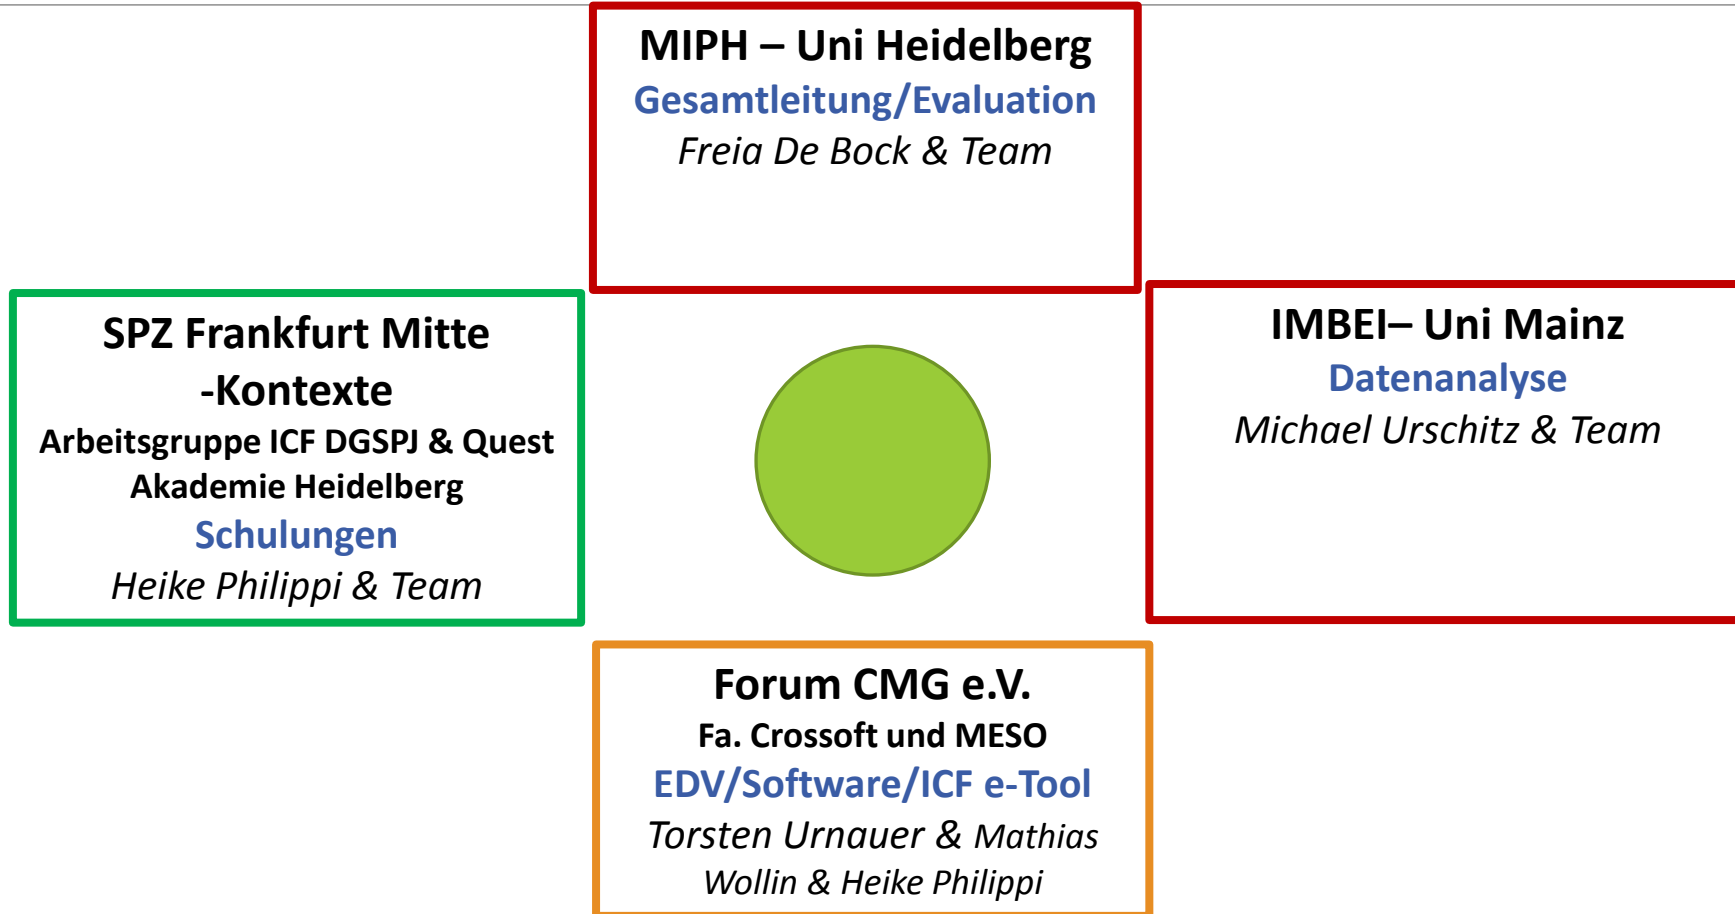 MIPH – Uni Heidelberg
Gesamtleitung/Evaluation
Freia De Bock & Team
SPZ Frankfurt Mitte
-Kontexte
Arbeitsgruppe ICF DGSPJ & Quest
Akademie Heidelberg
Schulungen
Heike Philippi & Team
IMBEI– Uni Mainz
Datenanalyse
Michael Urschitz & Team
Forum CMG e.V.
Fa. Crossoft und MESO
EDV/Software/ICF e-Tool
Torsten Urnauer & Mathias
Wollin & Heike Philippi